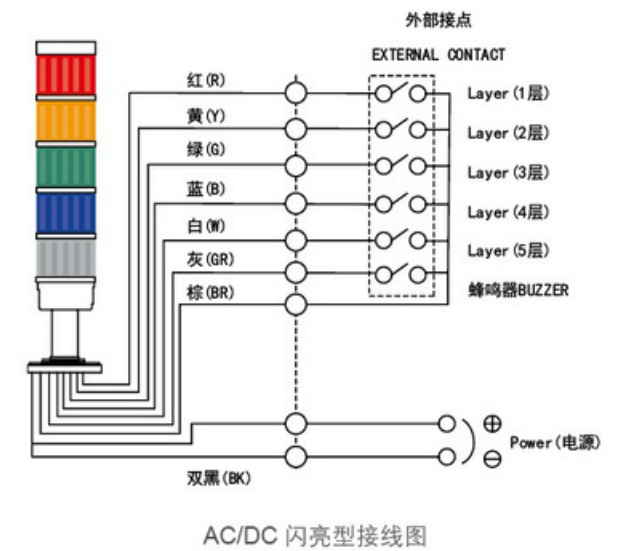 外部接点
EXTERNAL CONTACT
红(R)
Layer(1层)
黄(Y)
Layer(2层)
绿(G)
Layer(3层)
蓝(B)
Layer(4层)
白(W)
Layer(5层)
灰(GR)
蜂鸣器BUZZER
棕(BR)
Power(电源)
双黑(BK)
AC/DC 闪亮型接线图